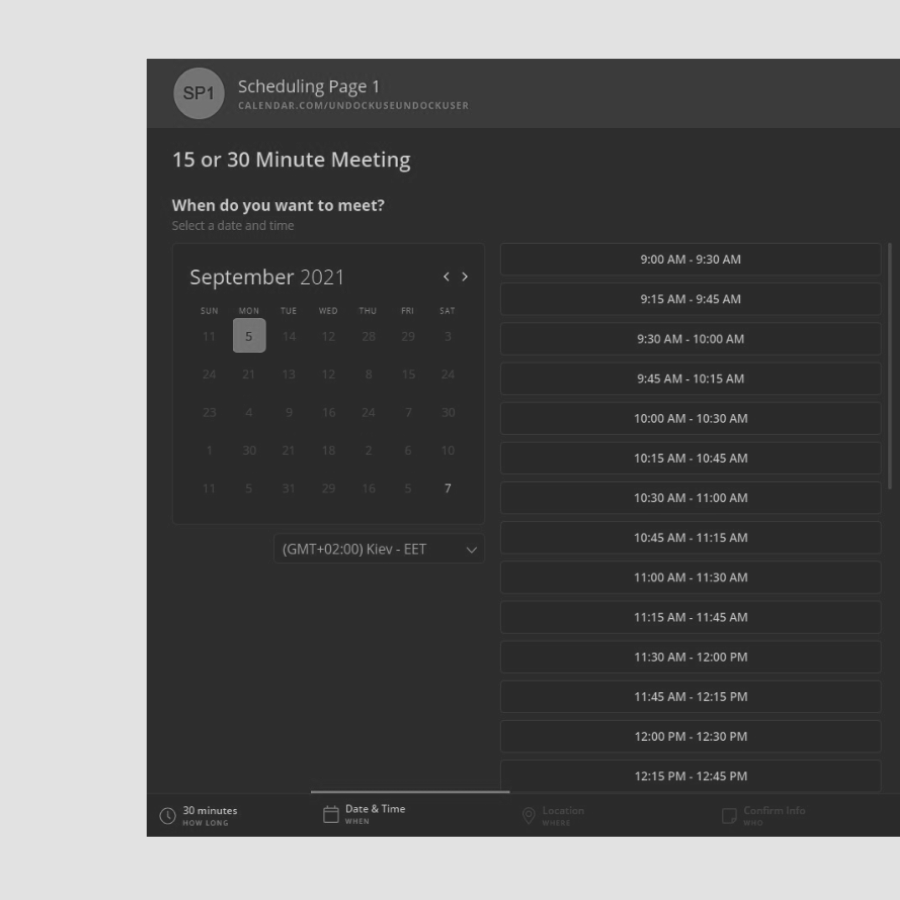 SP1
Scheduling Page 1
CALENDAR.COM/UNDOCKUSEUNDOCKUSER
15 or 30 Minute Meeting
When do you want to meet?
Select a date and time
September 2021
SUN MON TUE WED THU FRI SAT
11 5 14 12 28 29 3
24 21 13 12 8 15 24
23 4 9 16 24 7 30
1 30 21 18 2 6 10
11 5 31 29 16 5 7
(GMT+02:00) Kiev - EET
9:00 AM - 9:30 AM
9:15 AM - 9:45 AM
9:30 AM - 10:00 AM
9:45 AM - 10:15 AM
10:00 AM - 10:30 AM
10:15 AM - 10:45 AM
10:30 AM - 11:00 AM
10:45 AM - 11:15 AM
11:00 AM - 11:30 AM
11:15 AM - 11:45 AM
11:30 AM - 12:00 PM
11:45 AM - 12:15 PM
12:00 PM - 12:30 PM
12:15 PM - 12:45 PM
30 minutes
HOW LONG
Date & Time
WHEN
Location
WHERE
Confirm Info
WHO